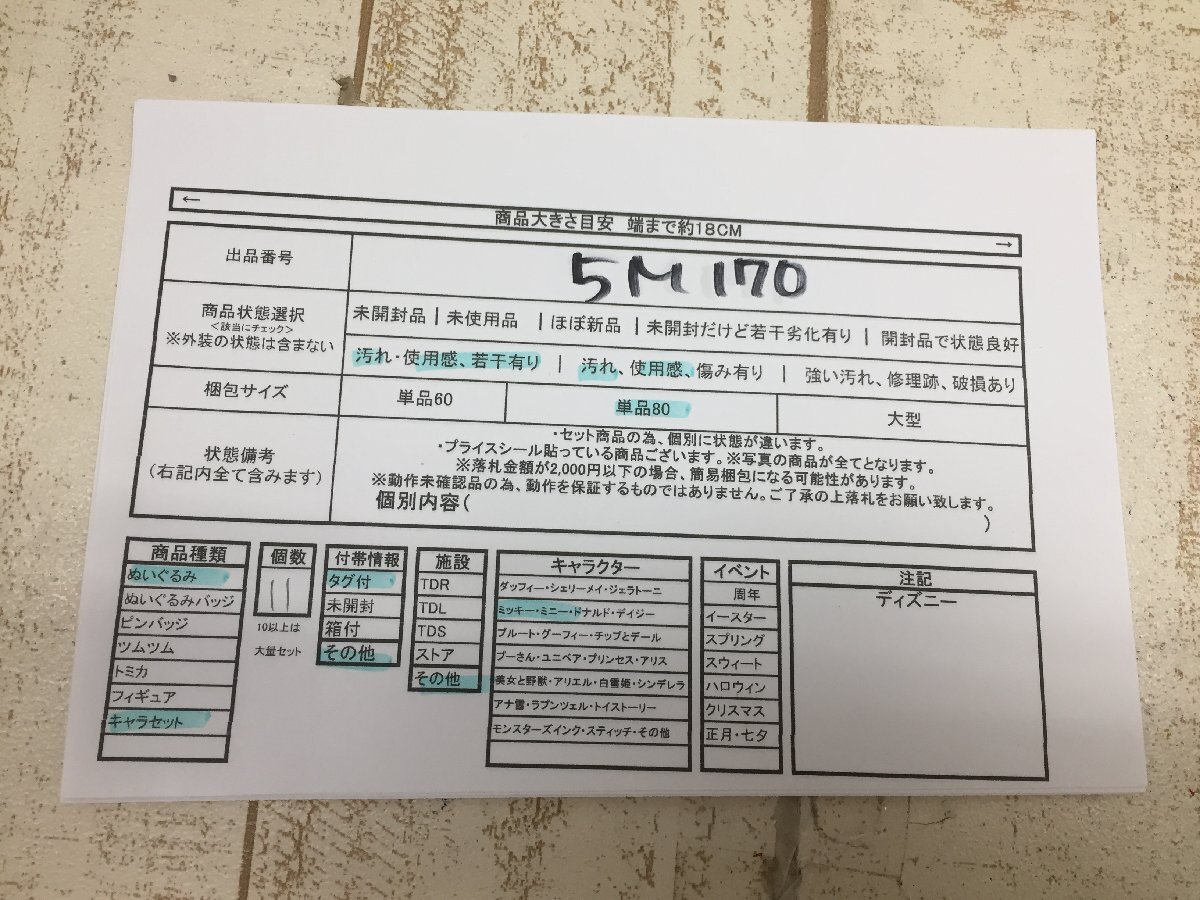 ←
商品大きさ目安 端まで約18CM
→
出品番号
5M170
商品状態選択
<該当にチェック>
※外装の状態は含まない
未開封品 | 未使用品 | ほぼ新品 | 未開封だけど若干劣化有り | 開封品で状態良好
汚れ・使用感、若干有り | 汚れ、使用感、傷み有り | 強い汚れ、修理跡、破損あり
梱包サイズ
単品60
単品80
大型
状態備考
(右記内全て含みます)
・セット商品の為、個別に状態が違います。
・プライスシール貼っている商品ございます。※写真の商品が全てとなります。
※落札金額が2,000円以下の場合、簡易梱包になる可能性があります。
※動作未確認品の為、動作を保証するものではありません。ご了承の上落札をお願い致します。
個別内容( )
商品種類
ぬいぐるみ
ぬいぐるみバッジ
ピンバッジ
ツムツム
トミカ
フィギュア
キャラセット
個数
11
10以上は
大量セット
付帯情報
タグ付
未開封
箱付
その他
施設
TDR
TDL
TDS
ストア
その他
キャラクター
ダッフィー・シェリーメイ・ジェラトーニ
ミッキー・ミニー・ドナルド・デイジー
プルート・グーフィー・チップとデール
プーさん・ユニベア・プリンセス・アリス
美女と野獣・アリエル・白雪姫・シンデレラ
アナ雪・ラプンツェル・トイストーリー
モンスターズインク・スティッチ・その他
イベント
周年
イースター
スプリング
スウィート
ハロウィン
クリスマス
正月・七夕
注記
ディズニー